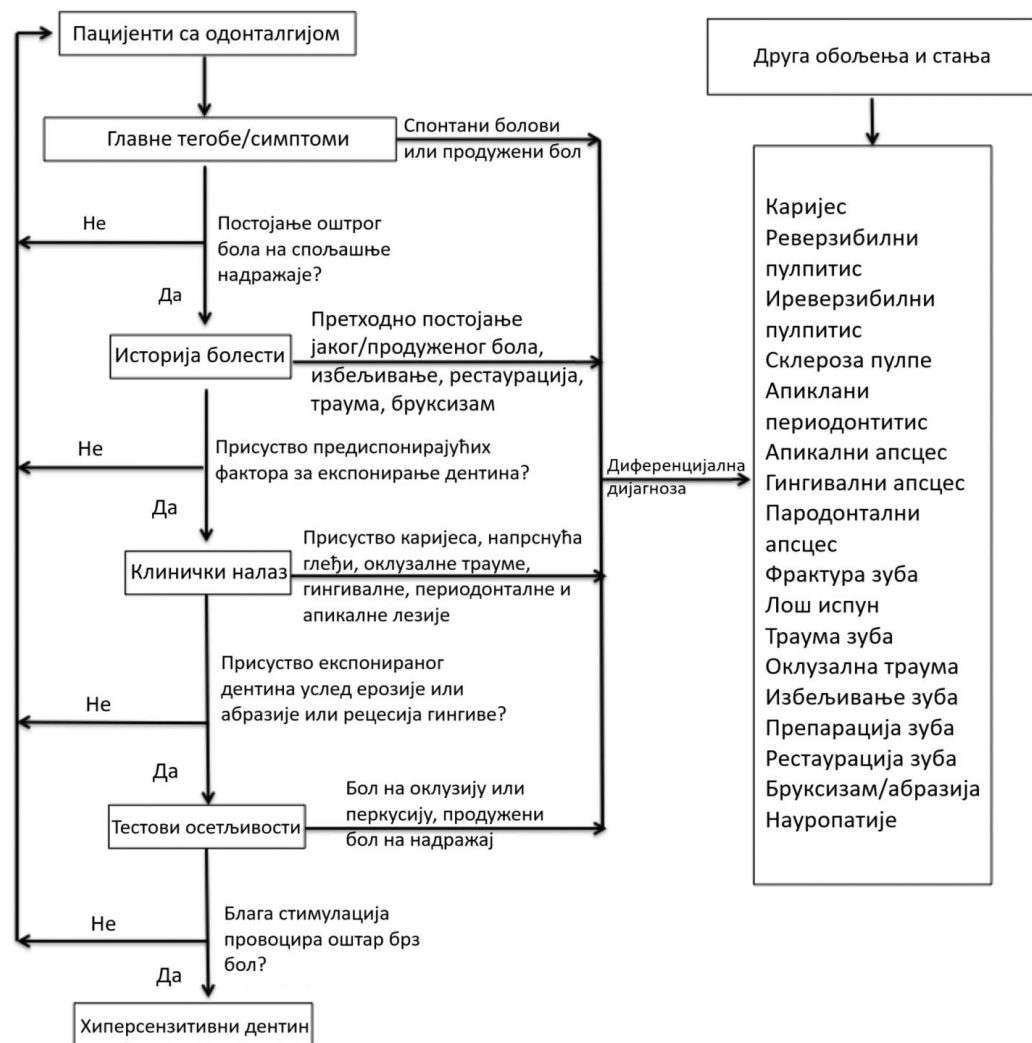 Пацијенти са одонталгијом
Главне тегобе/симптоми
Спонтани болови
или продужени бол
Не
Постојање оштрог
бола на спољашње
надражаје?
Да
Историја болести
Претходно постојање
јаког/продуженог бола,
избељивање, рестаурација,
траума, бруксизам
Не
Присуство предиспонирајућих
фактора за експонирање дентина?
Да
Клинички налаз
Присуство каријеса, напрснућа
глеђи, оклузалне трауме,
гингивалне, периодонталне и
апикалне лезије
Не
Присуство експонираног
дентина услед ерозије или
абразије или рецесија гингиве?
Да
Тестови осетљивости
Бол на оклузију или
перкусију, продужени
бол на надражај
Не
Блага стимулација
провоцира оштар брз
бол?
Да
Хиперсензитивни дентин
Диференцијална
дијагноза
Друга обољења и стања
Каријес
Реверзибилни
пулпитис
Иреверзибилни
пулпитис
Склероза пулпе
Апиклани
периодонтитис
Апикални апсцес
Гингивални апсцес
Пародонтални
апсцес
Фрактура зуба
Лош испун
Траума зуба
Оклузална траума
Избељивање зуба
Препарација зуба
Рестаурација зуба
Бруксизам/абразија
Науропатије